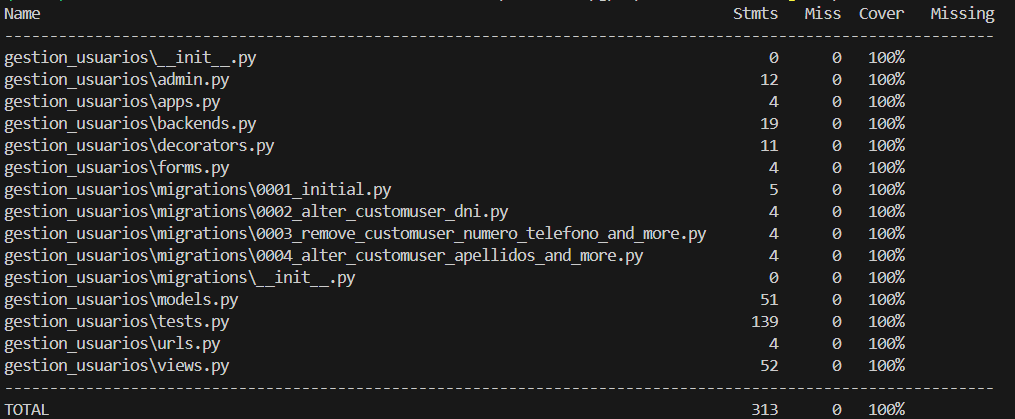 Name Stmts Miss Cover Missing
--------------------------------------------------------------------------------------------------------------
gestion_usuarios\__init__.py 0 0 100%
gestion_usuarios\admin.py 12 0 100%
gestion_usuarios\apps.py 4 0 100%
gestion_usuarios\backends.py 19 0 100%
gestion_usuarios\decorators.py 11 0 100%
gestion_usuarios\forms.py 4 0 100%
gestion_usuarios\migrations\0001_initial.py 5 0 100%
gestion_usuarios\migrations\0002_alter_customuser_dni.py 4 0 100%
gestion_usuarios\migrations\0003_remove_customuser_numero_telefono_and_more.py 4 0 100%
gestion_usuarios\migrations\0004_alter_customuser_apellidos_and_more.py 4 0 100%
gestion_usuarios\migrations\__init__.py 0 0 100%
gestion_usuarios\models.py 51 0 100%
gestion_usuarios\tests.py 139 0 100%
gestion_usuarios\urls.py 4 0 100%
gestion_usuarios\views.py 52 0 100%
--------------------------------------------------------------------------------------------------------------
TOTAL 313 0 100%